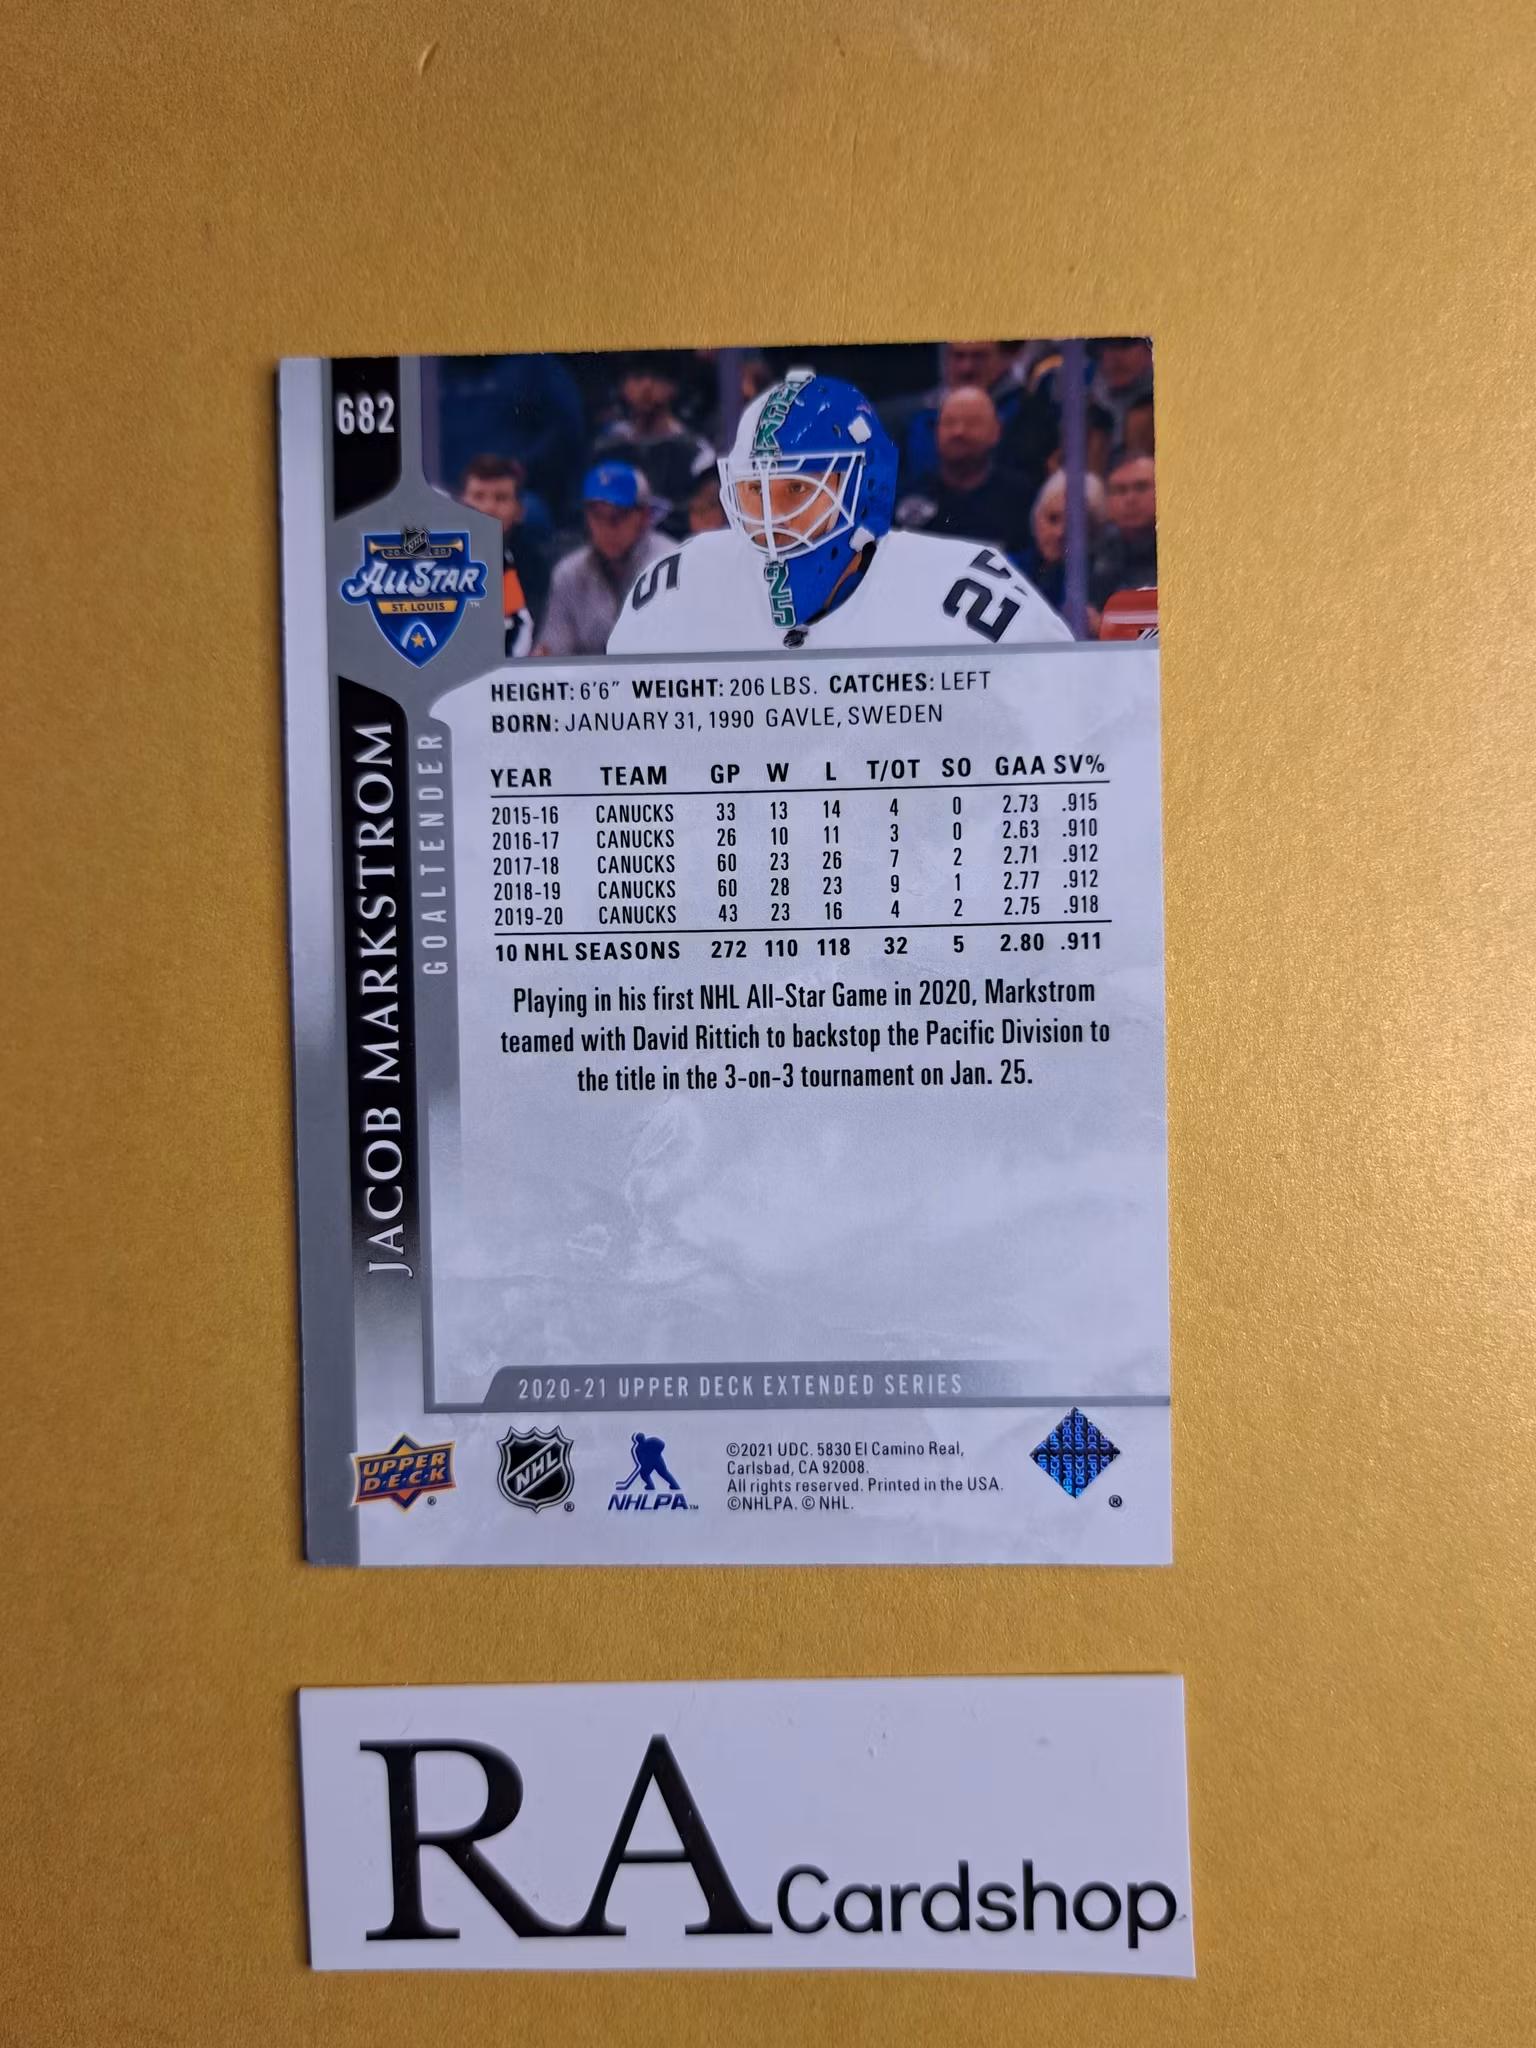 682
NHL
2020
ALL STAR
ST. LOUIS
TM
25
25
JACOB MARKSTROM
GOALTENDER
HEIGHT: 6'6" WEIGHT: 206 LBS. CATCHES: LEFT
BORN: JANUARY 31, 1990 GAVLE, SWEDEN
YEAR TEAM GP W L T/OT SO GAA SV%
2015-16 CANUCKS 33 13 14 4 0 2.73 .915
2016-17 CANUCKS 26 10 11 3 0 2.63 .910
2017-18 CANUCKS 60 23 26 7 2 2.71 .912
2018-19 CANUCKS 60 28 23 9 1 2.77 .912
2019-20 CANUCKS 43 23 16 4 2 2.75 .918
10 NHL SEASONS 272 110 118 32 5 2.80 .911
Playing in his first NHL All-Star Game in 2020, Markstrom
teamed with David Rittich to backstop the Pacific Division to
the title in the 3-on-3 tournament on Jan. 25.
2020-21 UPPER DECK EXTENDED SERIES
UPPER
DECK
®
NHL
®
NHLPA™
©2021 UDC. 5830 El Camino Real,
Carlsbad, CA 92008.
All rights reserved. Printed in the USA.
©NHLPA. © NHL.
®
RA Cardshop